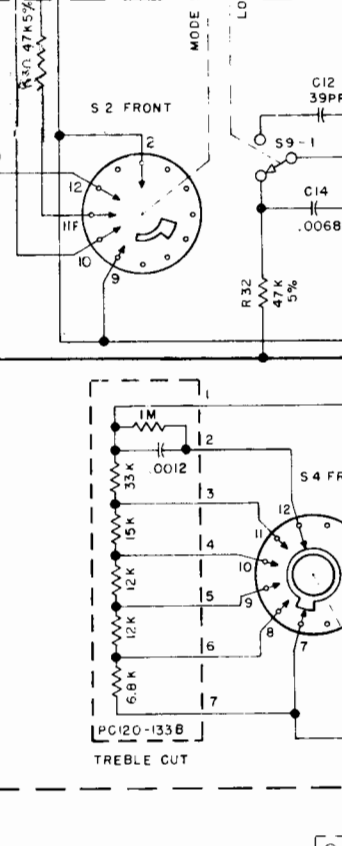 47K5%
MODE
LO
C12
39PF
S 2 FRONT
2
S9-1
12
11F
10
9
C14
.0068
R32
47K
5%
1
1M
2
.0012
S4 FR
33K
3
12
11
15K
4
10
12K
5
9
12K
6
8
7
6.8K
7
PC120-133B
TREBLE CUT